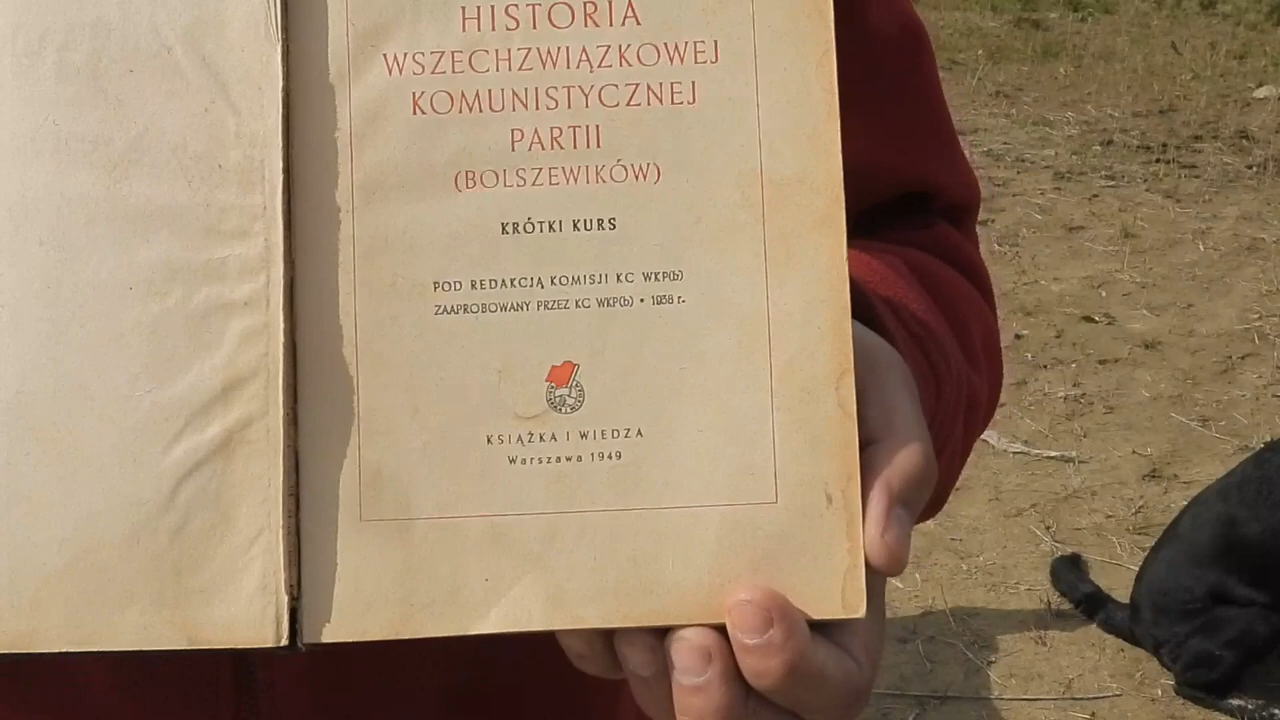 HISTORIA
WSZECHZWIĄZKOWEJ
KOMUNISTYCZNEJ
PARTII
(BOLSZEWIKÓW)
KRÓTKI KURS
POD REDAKCJĄ KOMISJI KC WKP(b)
ZAAPROBOWANY PRZEZ KC WKP(b) • 1938 r.
KSIĄŻKA I WIEDZA
Warszawa 1949